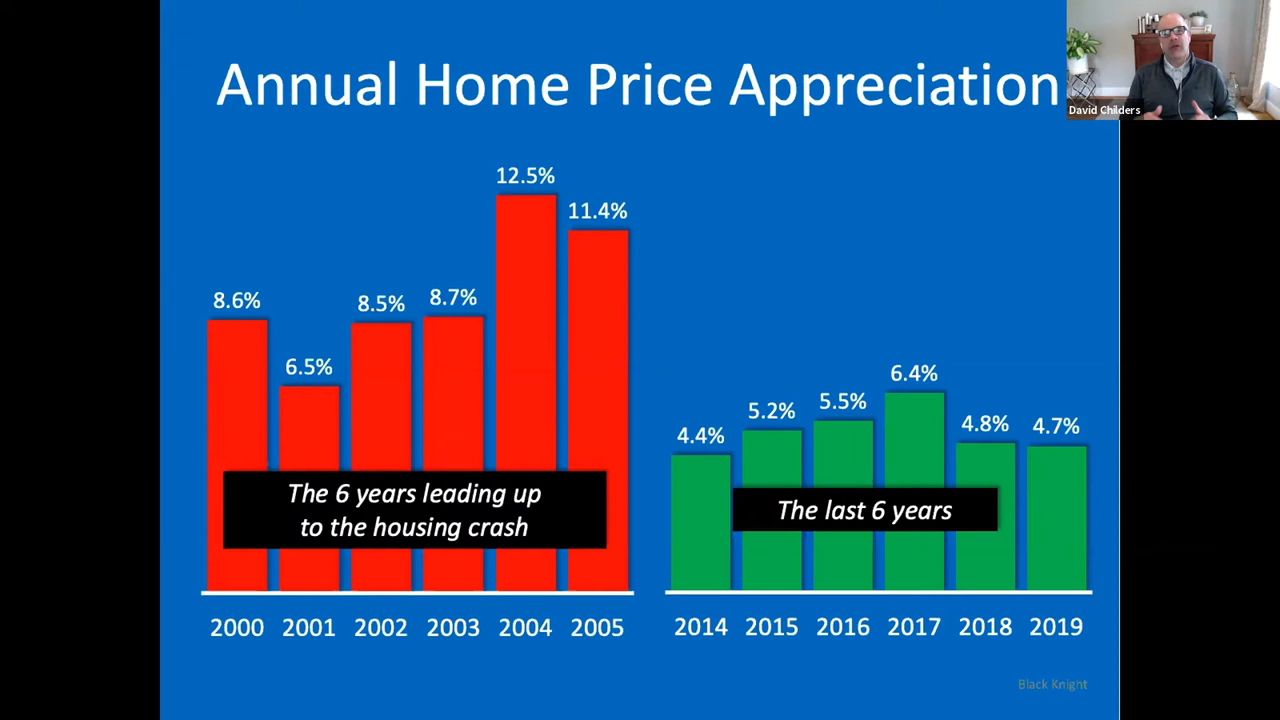 Annual Home Price Appreciation
David Childers
12.5%
11.4%
8.6%
8.5%
8.7%
6.5%
6.4%
5.5%
5.2%
4.8%
4.7%
4.4%
The 6 years leading up
to the housing crash
The last 6 years
2000 2001 2002 2003 2004 2005
2014 2015 2016 2017 2018 2019
Black Knight